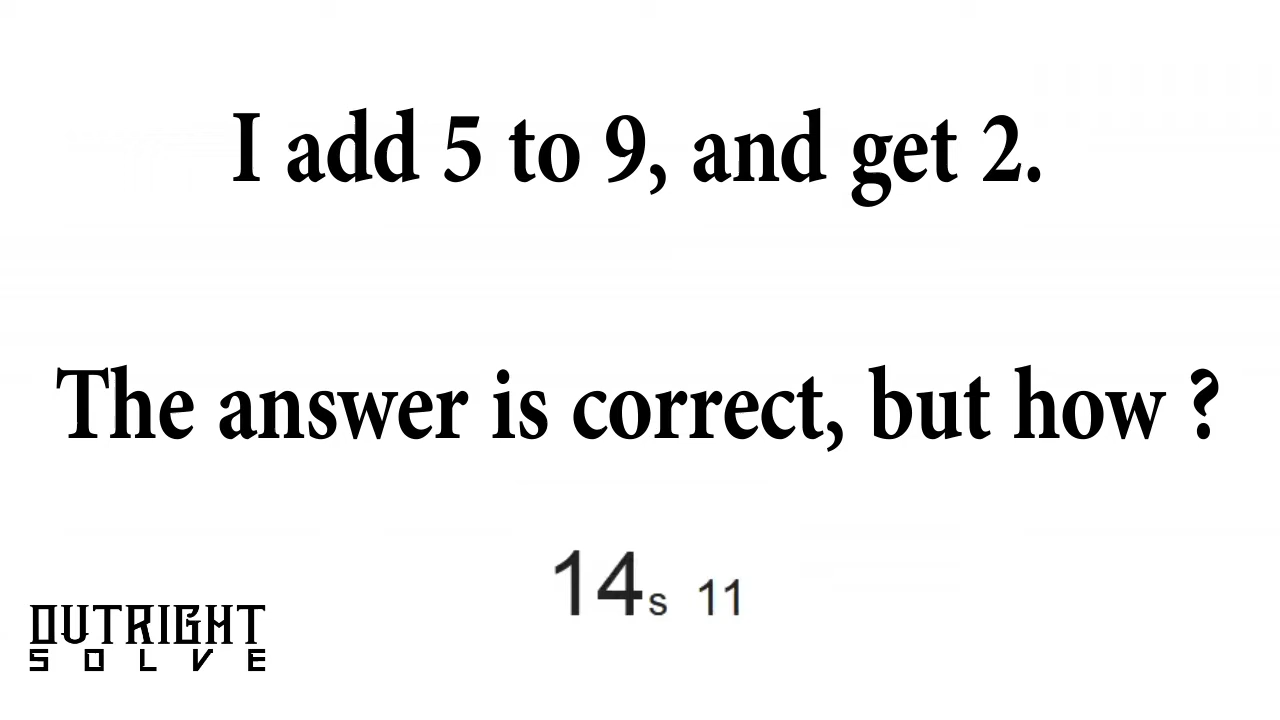 I add 5 to 9, and get 2.
The answer is correct, but how ?
14s 11
OUTRIGHT
SOLVE